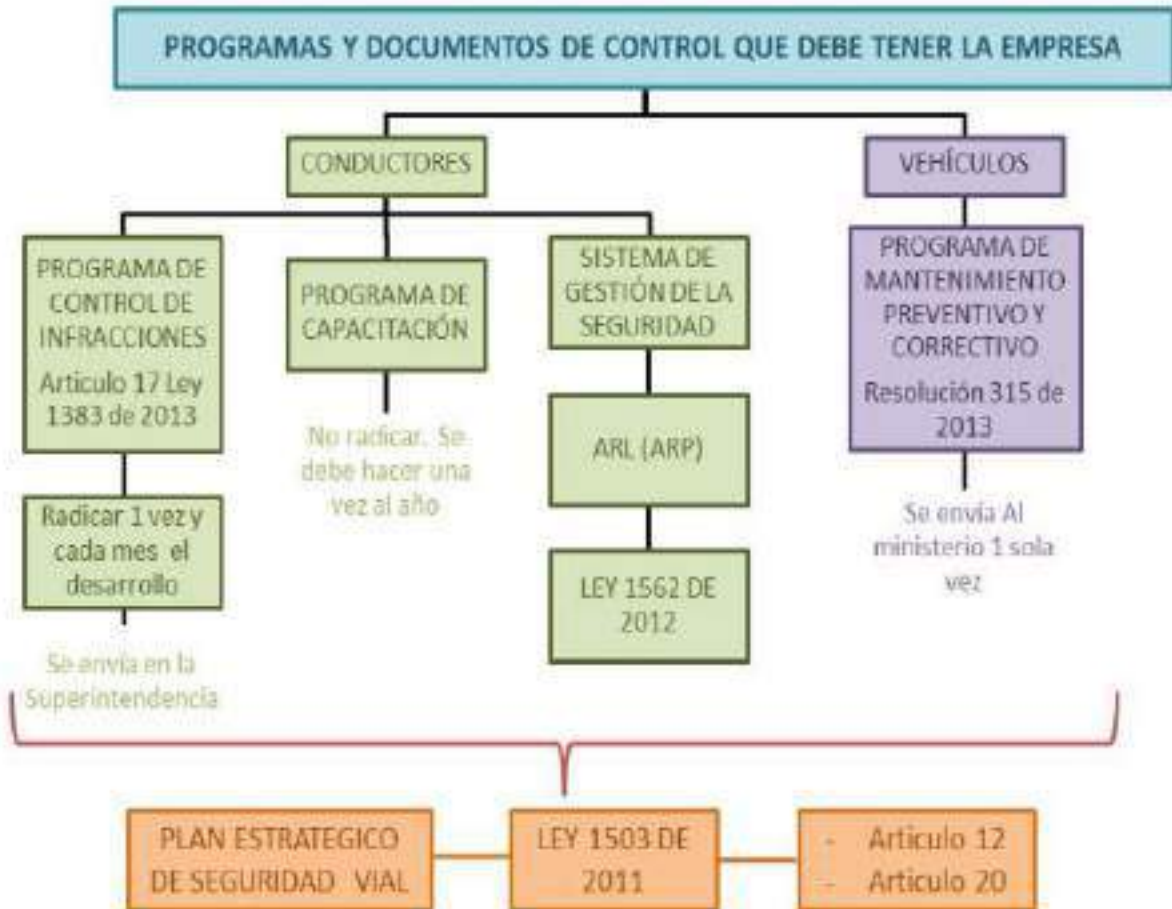 PROGRAMAS Y DOCUMENTOS DE CONTROL QUE DEBE TENER LA EMPRESA
CONDUCTORES
VEHÍCULOS
PROGRAMA DE
CONTROL DE
INFRACCIONES
Articulo 17 Ley
1383 de 2013
PROGRAMA DE
CAPACITACIÓN
SISTEMA DE
GESTIÓN DE LA
SEGURIDAD
PROGRAMA DE
MANTENIMIENTO
PREVENTIVO Y
CORRECTIVO
Resolución 315 de
2013
Radicar 1 vez y
cada mes el
desarrollo
No radicar. Se
debe hacer una
vez al año
ARL (ARP)
Se envía Al
ministerio 1 sola
vez
LEY 1562 DE
2012
Se envía en la
Superintendencia
PLAN ESTRATEGICO
DE SEGURIDAD VIAL
LEY 1503 DE
2011
- Articulo 12
- Articulo 20